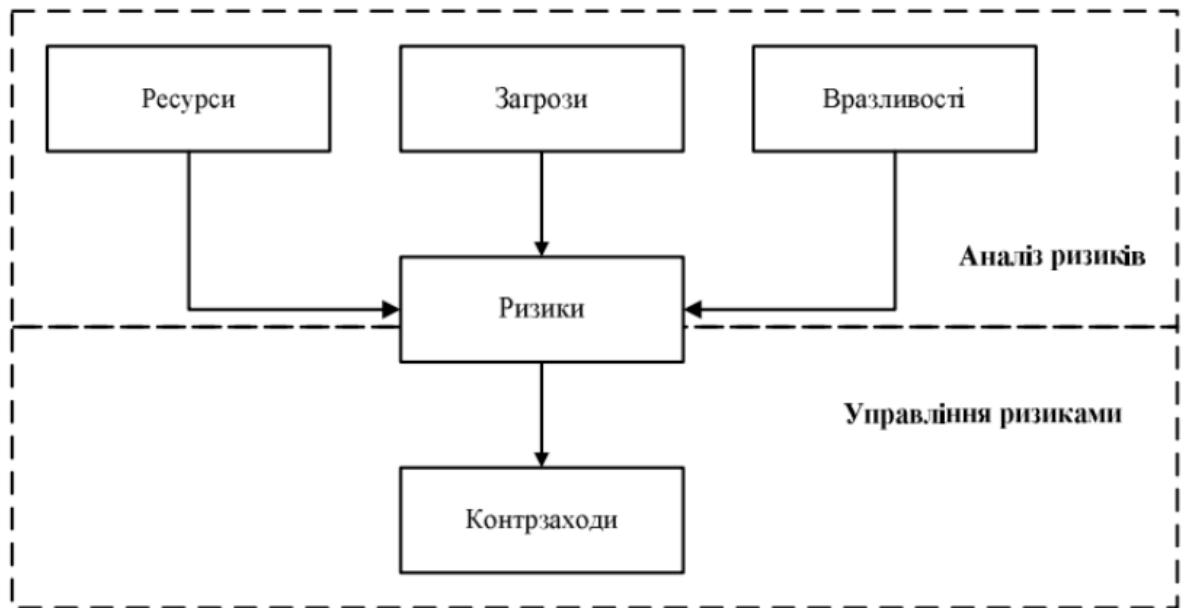 Ресурси
Загрози
Вразливості
Аналіз ризиків
Ризики
Управління ризиками
Контрзаходи